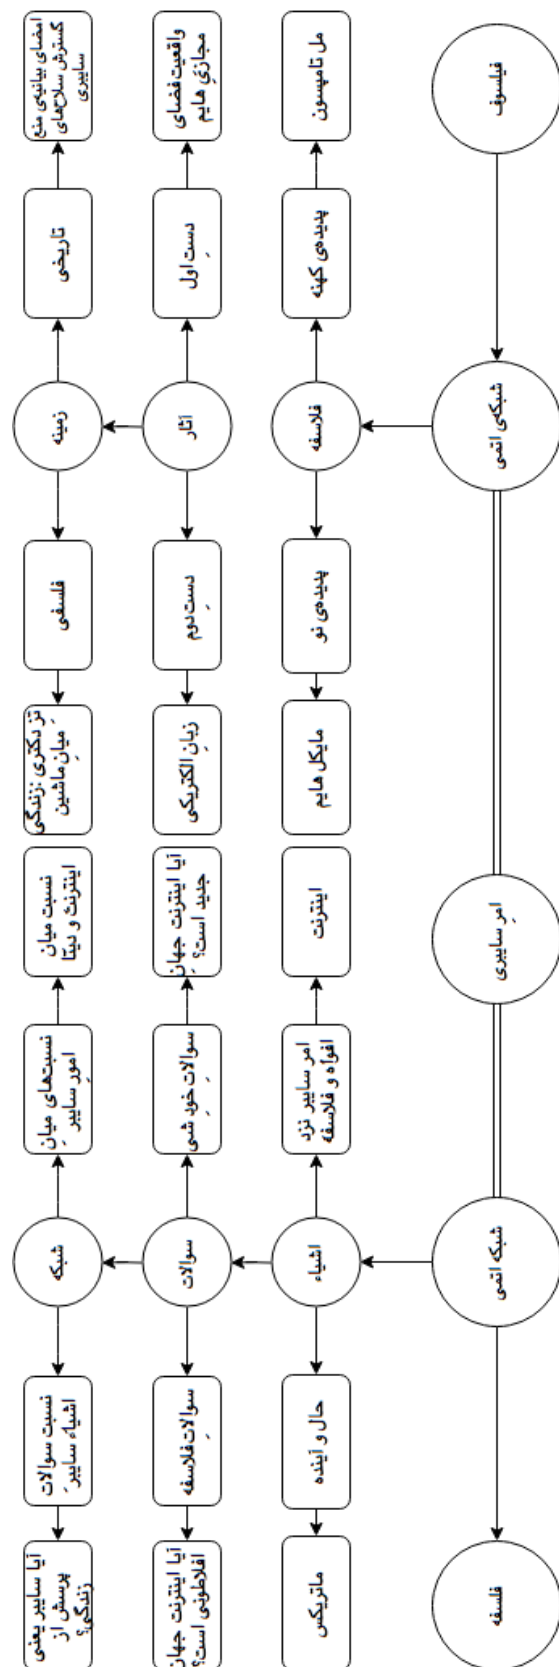 امضای بیانیه‌ی منع
گسترش سلاح‌های
سایبری
تاریخی
زمینه
فلسفی
تز دکتری :زندگی
میانِ ماشین
نسبت میان
اینترنت و دیتا
نسبت‌های میانِ
امورِ سایبر
شبکه
نسبت سوالات
اشیاء سایبر
آیا سایبر یعنی
پرسش از
زندگی؟
واقعیت فضای
مجازیِ هایم
دستِ اول
آثار
دستِ دوم
زبانِ الکتریکی
آیا اینترنت جهانِ
جدید است؟
سوالاتِ خودِ شی
سوالات
سوالاتِ فلاسفه
آیا اینترنت جهان
افلاطونی است؟
مل تامپسون
پدیده‌ی کهنه
فلاسفه
پدیده‌ی نو
مایکل هایم
اینترنت
امر سایبر نزد
افواه و فلاسفه
اشیاء
حال و آینده
ماتریکس
فیلسوف
شبکه‌ی اتمی
امرِ سایبری
شبکه اتمی
فلسفه